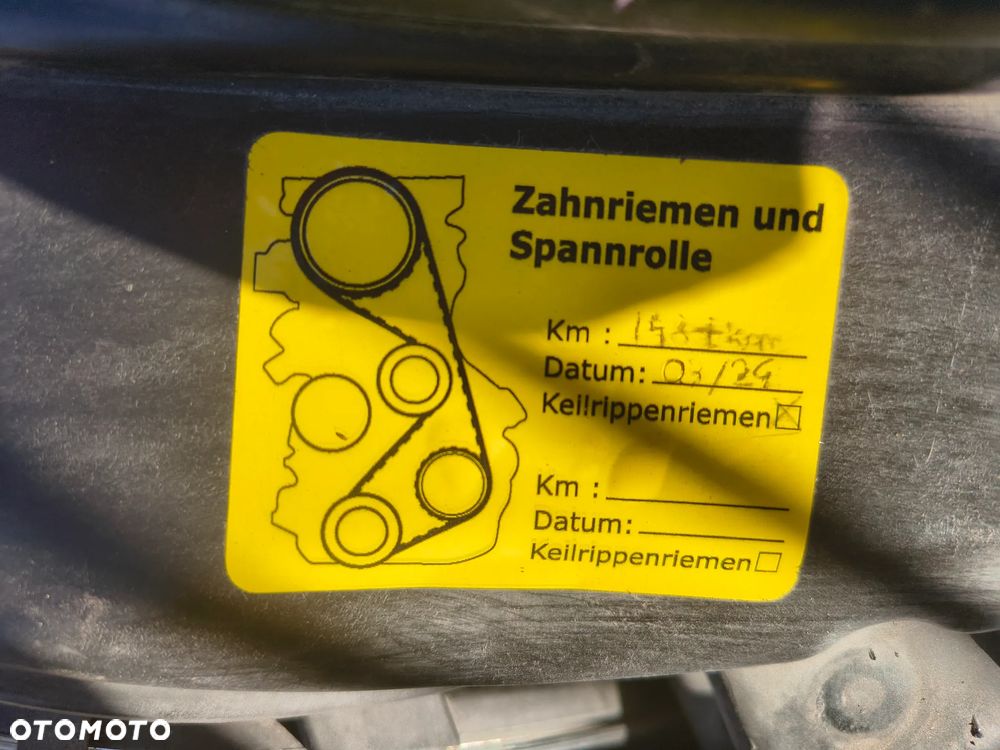 Zahnriemen und
Spannrolle
Km :
Datum: 03/24
Keilrippenriemen
Km :
Datum:
Keilrippenriemen
OTOMOTO